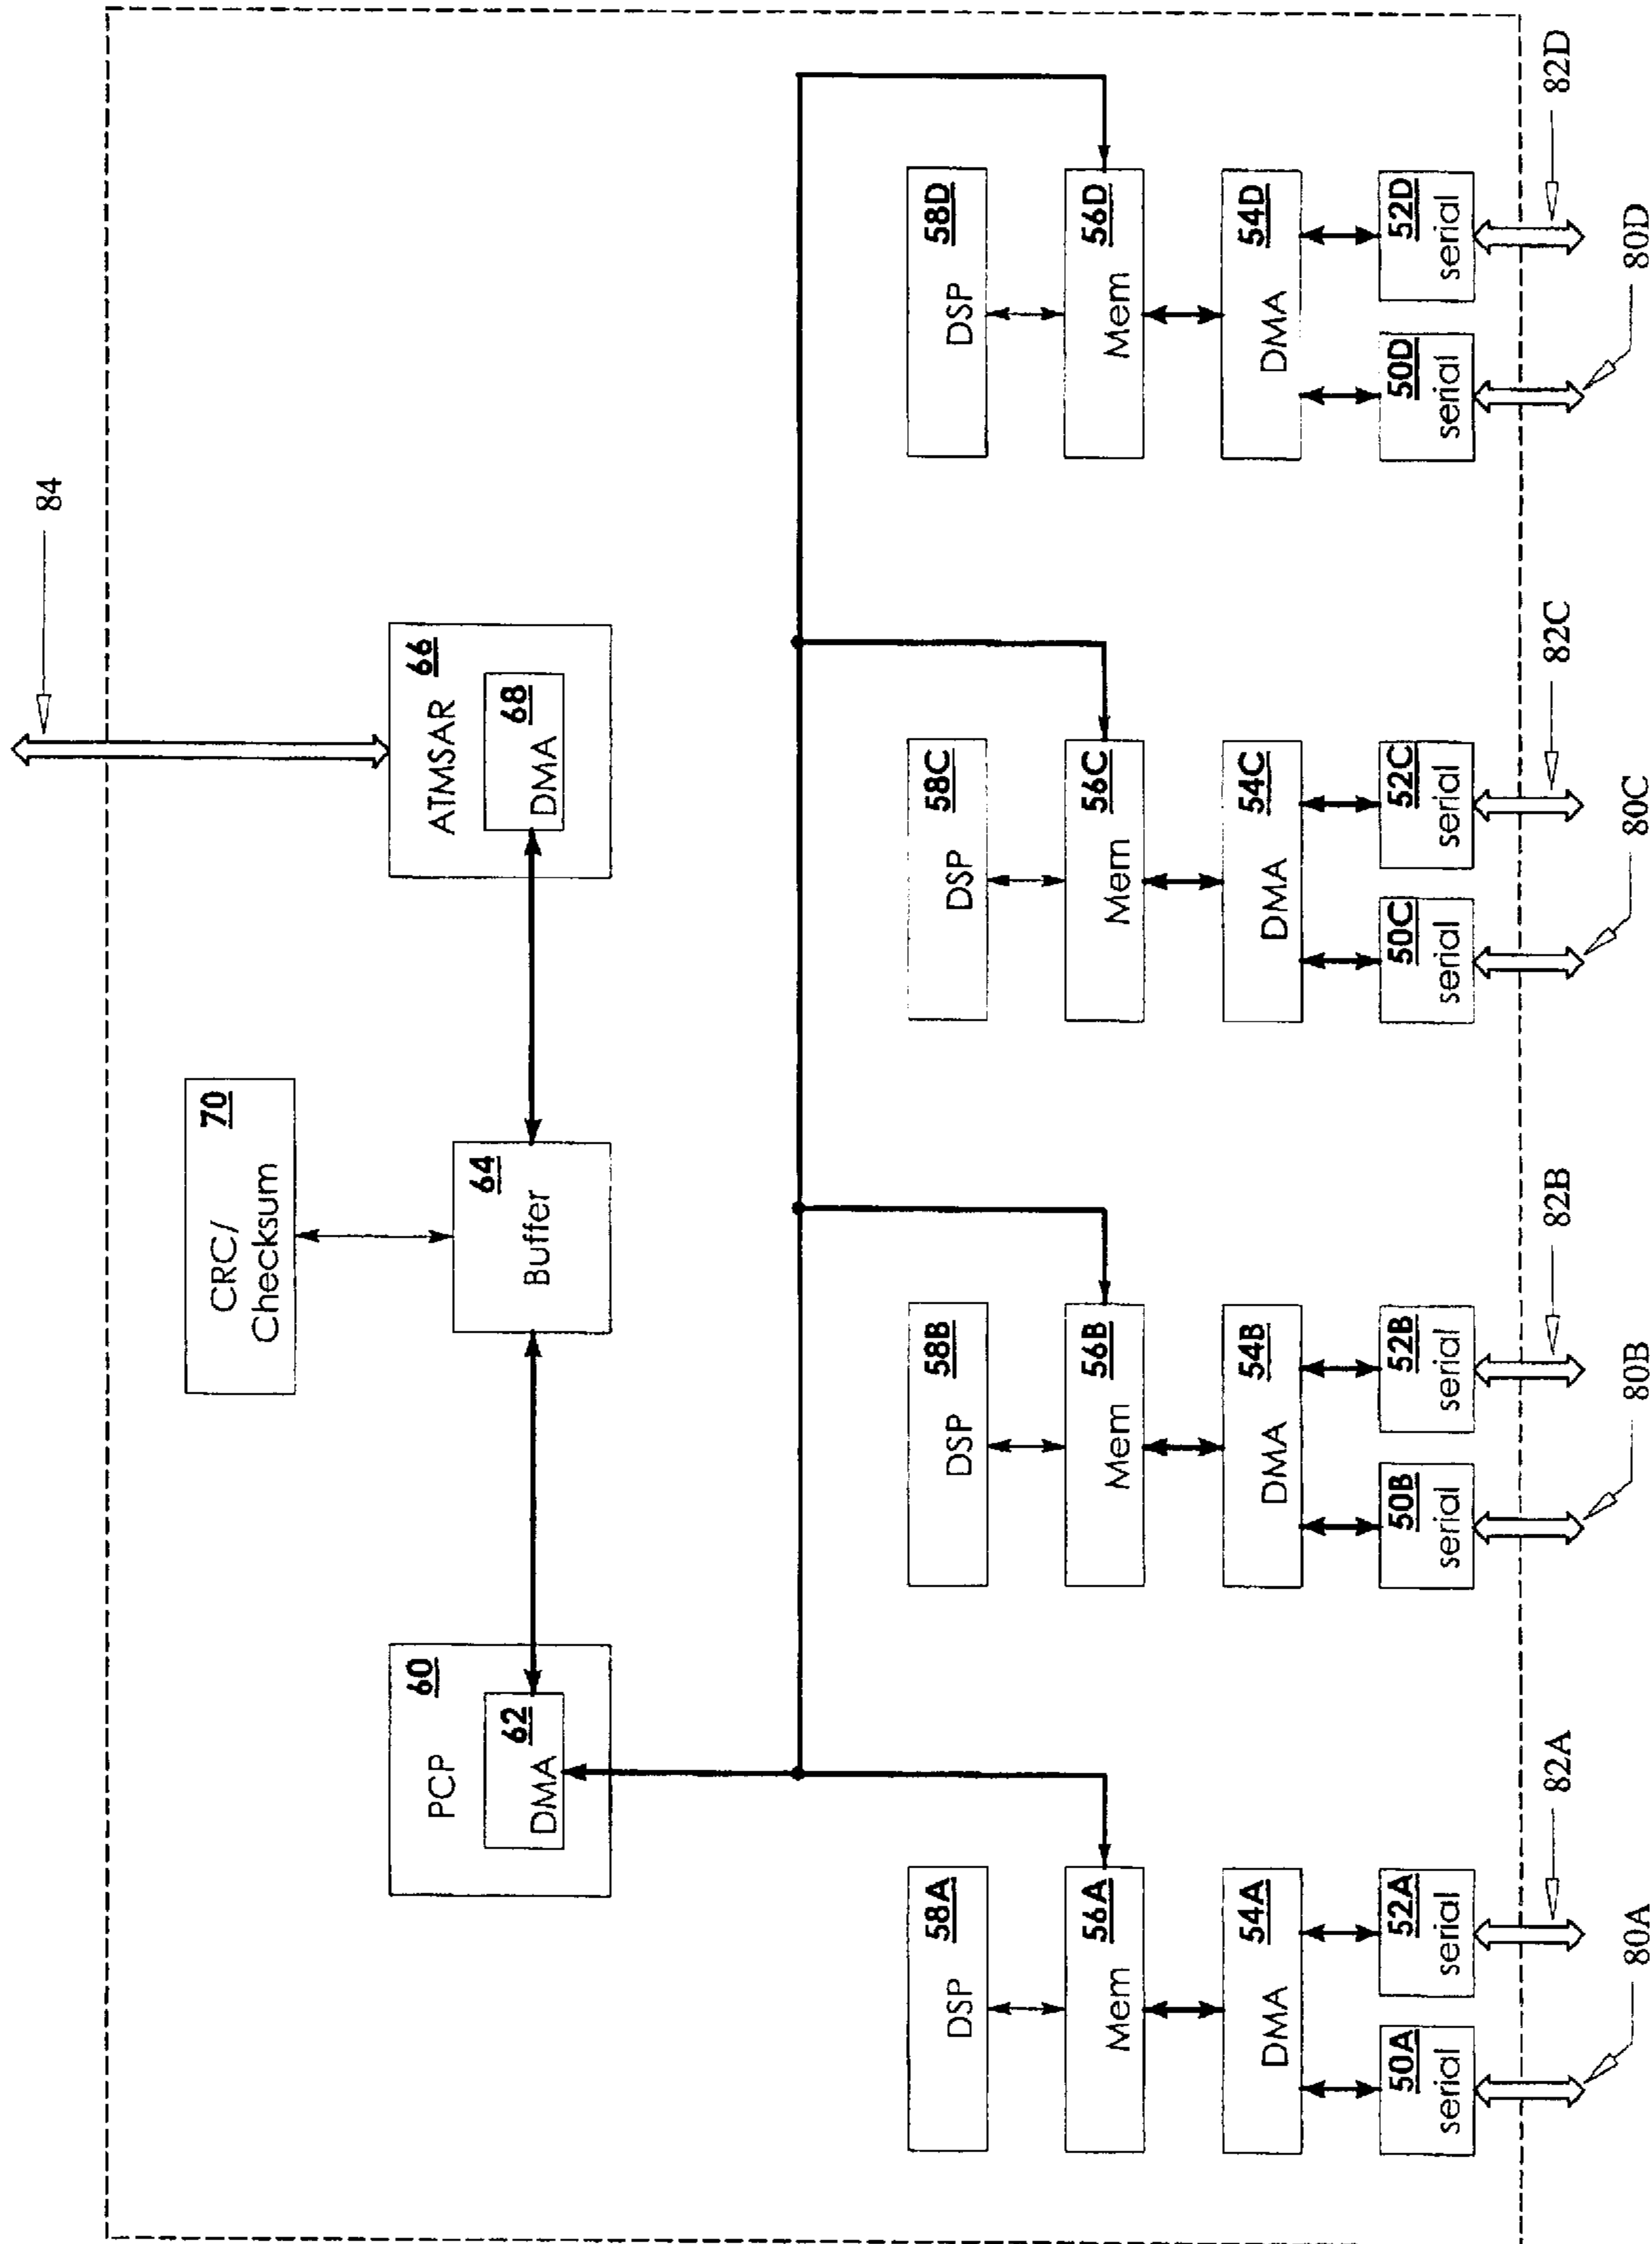 84
70
CRC/
Checksum
60
PCP
62
DMA
64
Buffer
66
ATMSAR
68
DMA
58A
DSP
58B
DSP
58C
DSP
58D
DSP
56A
Mem
56B
Mem
56C
Mem
56D
Mem
54A
DMA
54B
DMA
54C
DMA
54D
DMA
50A
serial
52A
serial
50B
serial
52B
serial
50C
serial
52C
serial
50D
serial
52D
serial
82A
82B
82C
82D
80A
80B
80C
80D